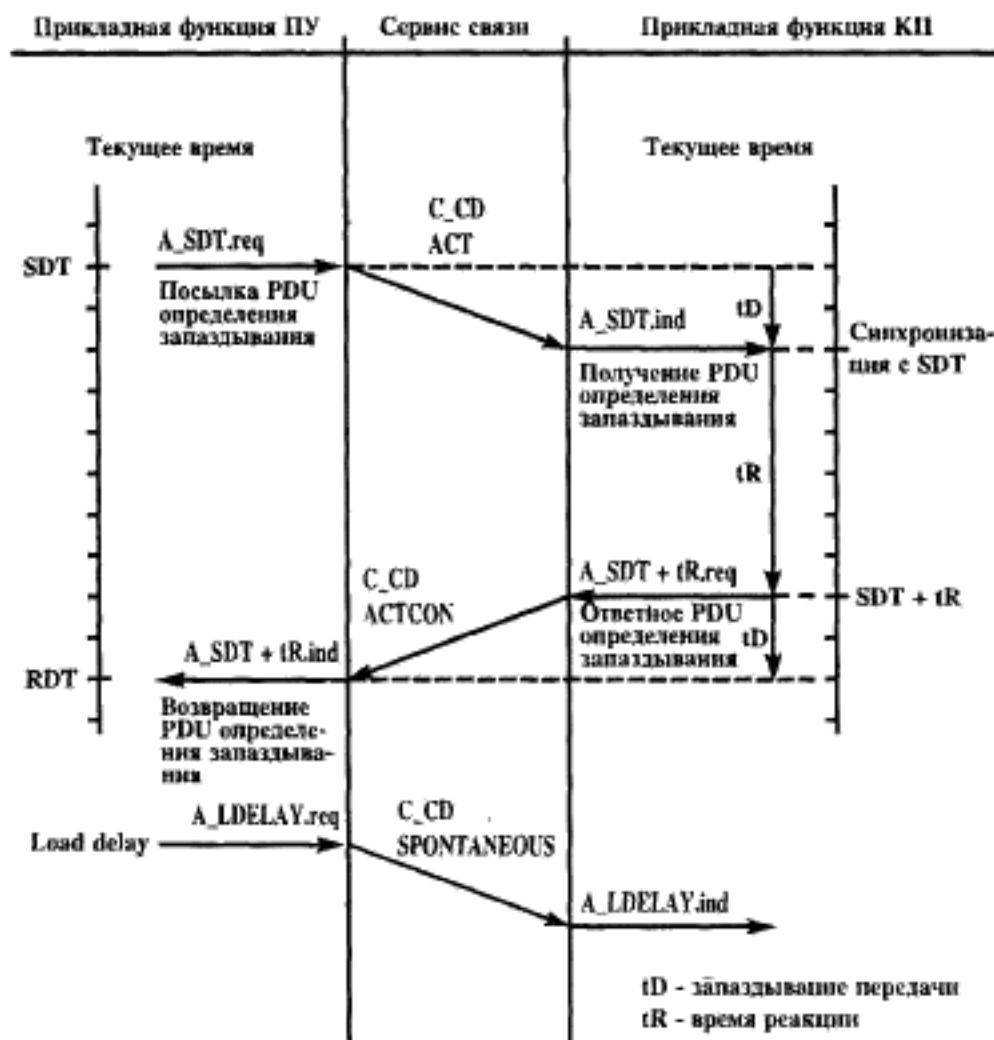 Прикладная функция ПУ
Сервис связи
Прикладная функция КП
Текущее время
Текущее время
C_CD
ACT
A_SDT.req
SDT
Посылка PDU
определения
запаздывания
tD
A_SDT.ind
Синхрониза-
ция с SDT
Получение PDU
определения
запаздывания
tR
C_CD
ACTCON
A_SDT + tR.req
SDT + tR
Ответное PDU
определения
запаздывания
tD
A_SDT + tR.ind
RDT
Возвращение
PDU определе-
ния запаздыва-
ния
A_LDELAY.req
C_CD
SPONTANEOUS
Load delay
A_LDELAY.ind
tD - запаздывание передачи
tR - время реакции